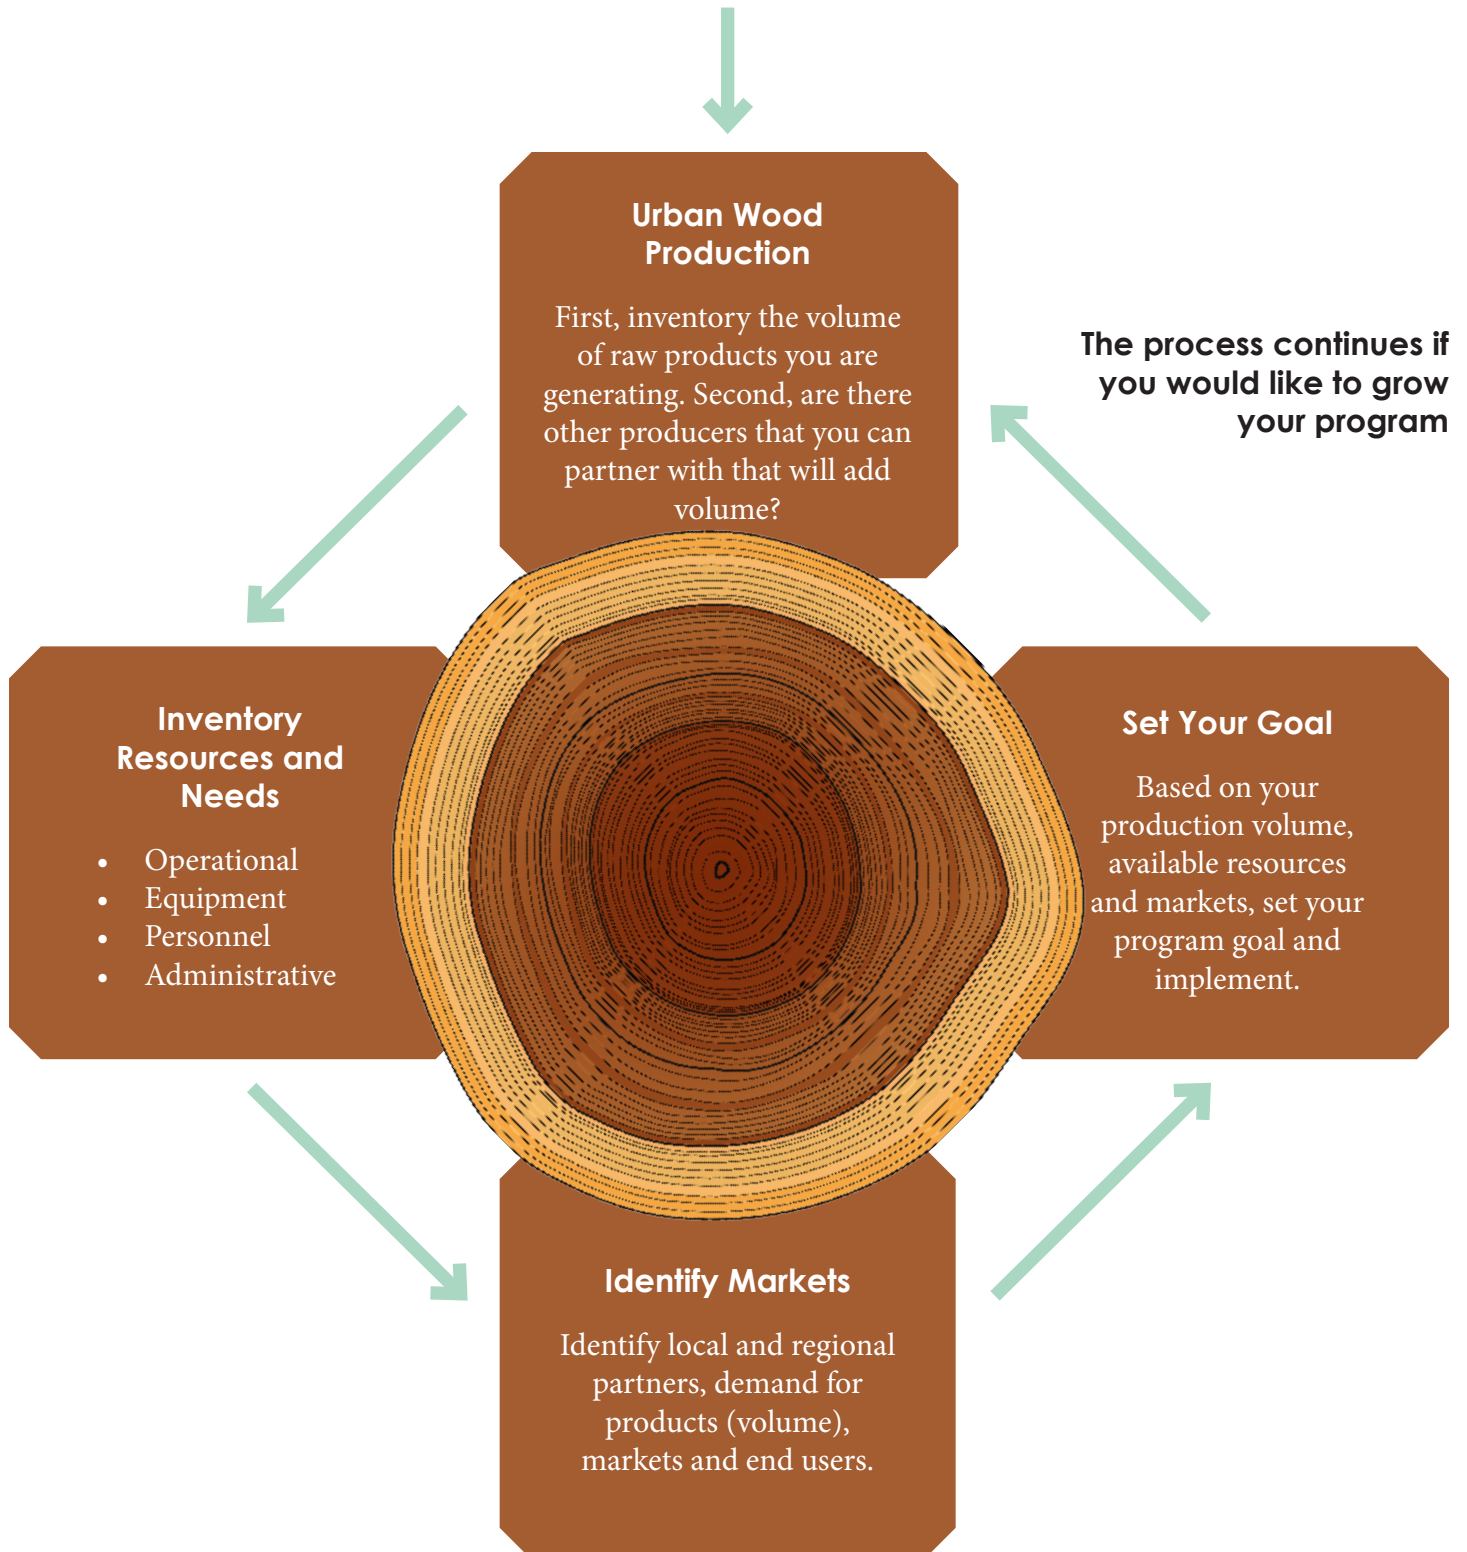 Urban Wood
Production
First, inventory the volume
of raw products you are
generating. Second, are there
other producers that you can
partner with that will add
volume?
The process continues if
you would like to grow
your program
Inventory
Resources and
Needs
• Operational
• Equipment
• Personnel
• Administrative
Set Your Goal
Based on your
production volume,
available resources
and markets, set your
program goal and
implement.
Identify Markets
Identify local and regional
partners, demand for
products (volume),
markets and end users.